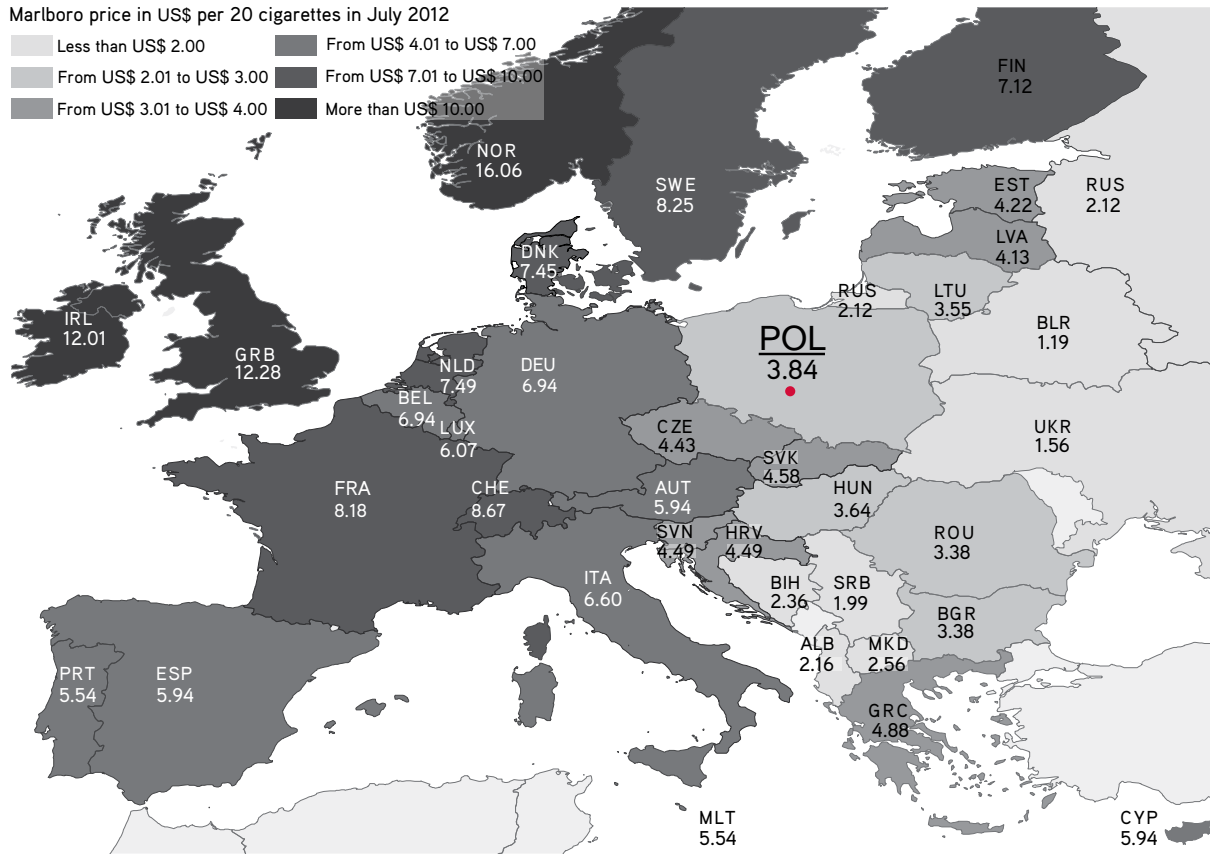 Marlboro price in US$ per 20 cigarettes in July 2012
Less than US$ 2.00
From US$ 4.01 to US$ 7.00
From US$ 2.01 to US$ 3.00
From US$ 7.01 to US$ 10.00
From US$ 3.01 to US$ 4.00
More than US$ 10.00
FIN
7.12
NOR
16.06
SWE
8.25
EST
4.22
RUS
2.12
LVA
4.13
DNK
7.45
RUS
2.12
LTU
3.55
IRL
12.01
GRB
12.28
BLR
1.19
POL
3.84
NLD
7.49
DEU
6.94
BEL
6.94
LUX
6.07
CZE
4.43
UKR
1.56
SVK
4.58
FRA
8.18
CHE
8.67
AUT
5.94
HUN
3.64
SVN
4.49
HRV
4.49
ROU
3.38
ITA
6.60
BIH
2.36
SRB
1.99
BGR
3.38
ALB
2.16
MKD
2.56
PRT
5.54
ESP
5.94
GRC
4.88
MLT
5.54
CYP
5.94